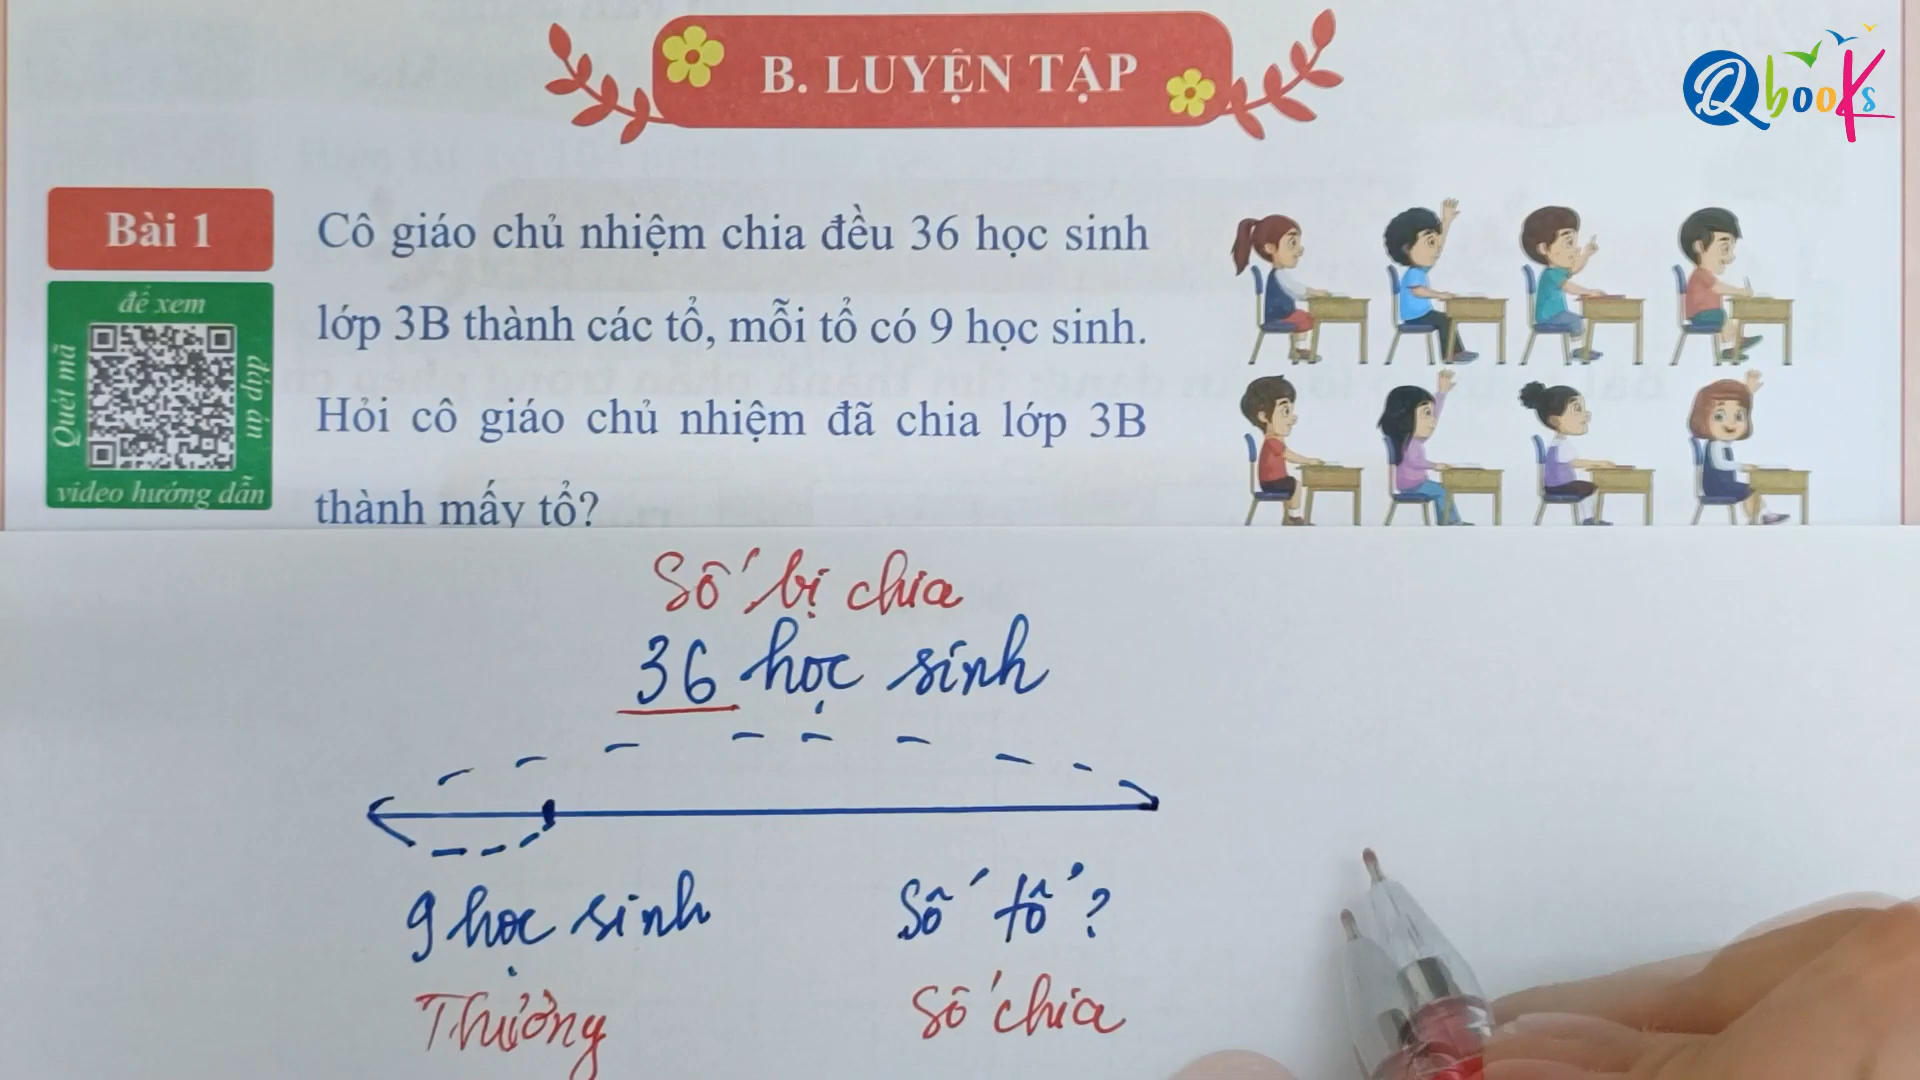 B. LUYỆN TẬP
Qbooks
Bài 1
Cô giáo chủ nhiệm chia đều 36 học sinh
lớp 3B thành các tổ, mỗi tổ có 9 học sinh.
Hỏi cô giáo chủ nhiệm đã chia lớp 3B
thành mấy tổ?
để xem
Quét mã
đáp án
video hướng dẫn
Số bị chia
36 học sinh
9 học sinh
Số tổ?
Thương
Số chia